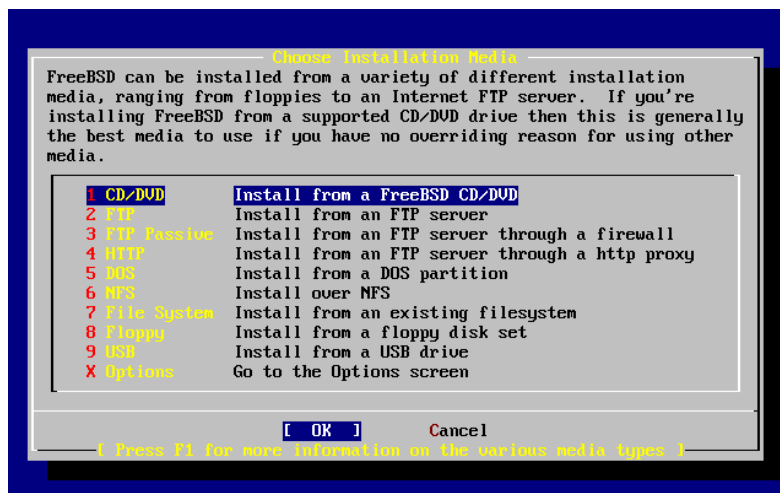 Choose Installation Media
FreeBSD can be installed from a variety of different installation
media, ranging from floppies to an Internet FTP server.  If you're
installing FreeBSD from a supported CD/DVD drive then this is generally
the best media to use if you have no overriding reason for using other
media.
1 CD/DVD Install from a FreeBSD CD/DVD
2 FTP Install from an FTP server
3 FTP Passive Install from an FTP server through a firewall
4 HTTP Install from an FTP server through a http proxy
5 DOS Install from a DOS partition
6 NFS Install over NFS
7 File System Install from an existing filesystem
8 Floppy Install from a floppy disk set
9 USB Install from a USB drive
X Options Go to the Options screen
[ OK ] Cancel
[ Press F1 for more information on the various media types ]